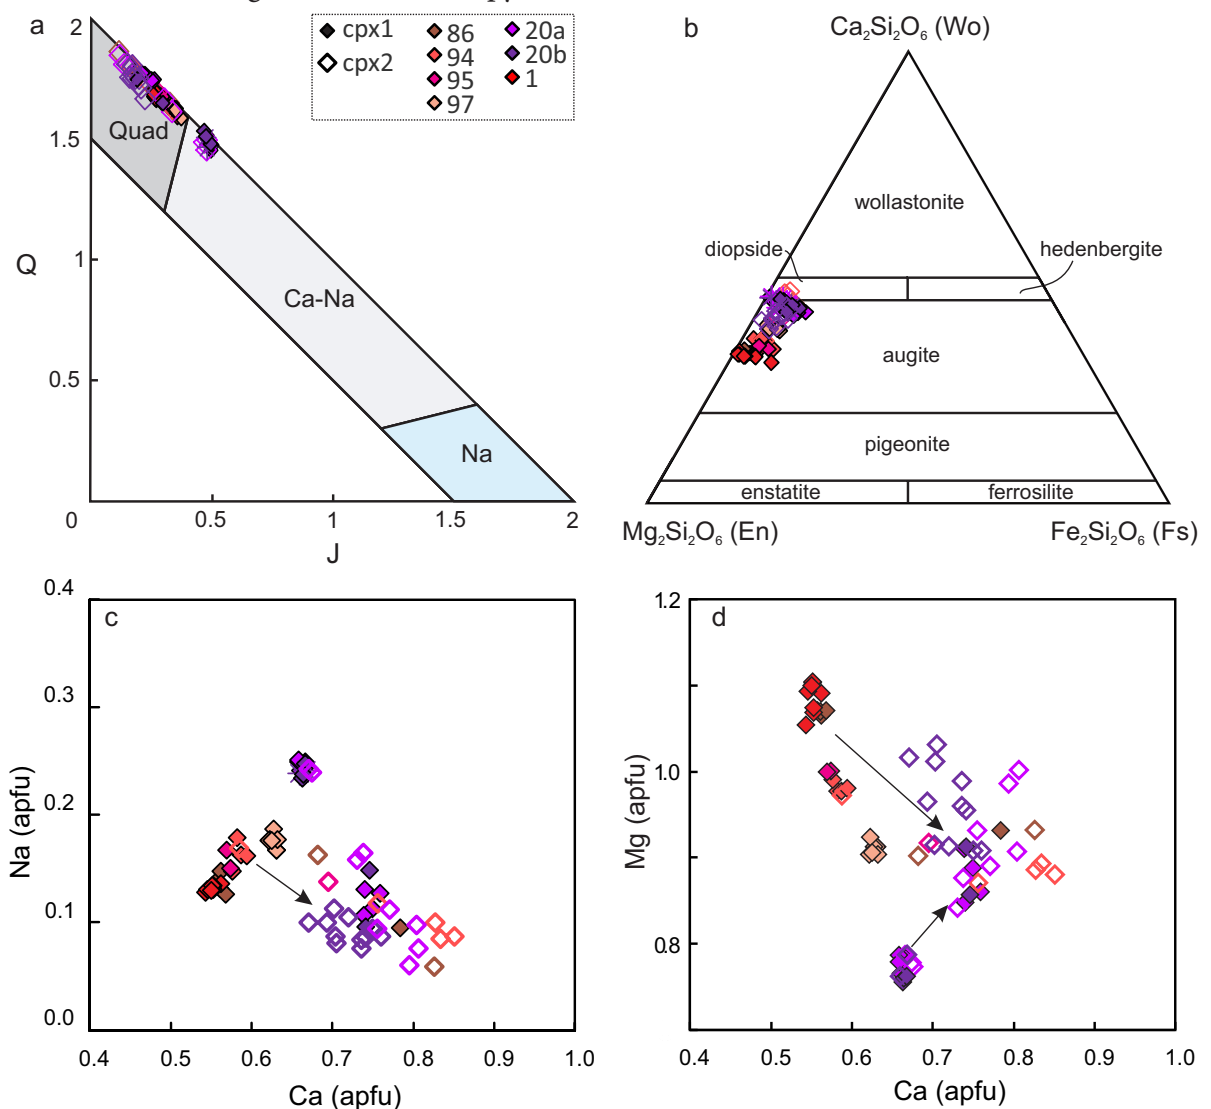 a
2
1.5
1
0.5
0
0.5
1
1.5
2
Q
J
Quad
Ca-Na
Na
cpx1
cpx2
86
94
95
97
20a
20b
1
b
Ca₂Si₂O₆ (Wo)
wollastonite
diopside
hedenbergite
augite
pigeonite
enstatite
ferrosilite
Mg₂Si₂O₆ (En)
Fe₂Si₂O₆ (Fs)
c
0.4
0.3
0.2
0.1
0.0
Na (apfu)
0.4
0.5
0.6
0.7
0.8
0.9
1.0
Ca (apfu)
d
1.2
1.0
0.8
Mg (apfu)
0.4
0.5
0.6
0.7
0.8
0.9
1.0
Ca (apfu)